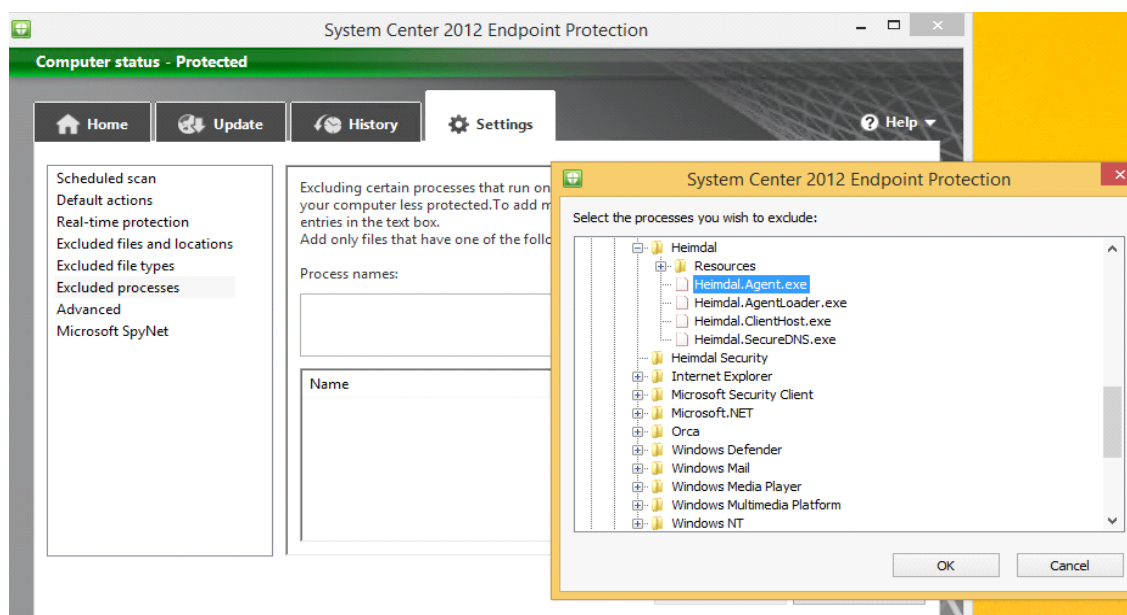 System Center 2012 Endpoint Protection
Computer status - Protected
Home
Update
History
Settings
Help
Scheduled scan
Default actions
Real-time protection
Excluded files and locations
Excluded file types
Excluded processes
Advanced
Microsoft SpyNet
Excluding certain processes that run on
your computer less protected.To add m
entries in the text box.
Add only files that have one of the follo
Process names:
Name
System Center 2012 Endpoint Protection
Select the processes you wish to exclude:
Heimdal
Resources
Heimdal.Agent.exe
Heimdal.AgentLoader.exe
Heimdal.ClientHost.exe
Heimdal.SecureDNS.exe
Heimdal Security
Internet Explorer
Microsoft Security Client
Microsoft.NET
Orca
Windows Defender
Windows Mail
Windows Media Player
Windows Multimedia Platform
Windows NT
OK
Cancel